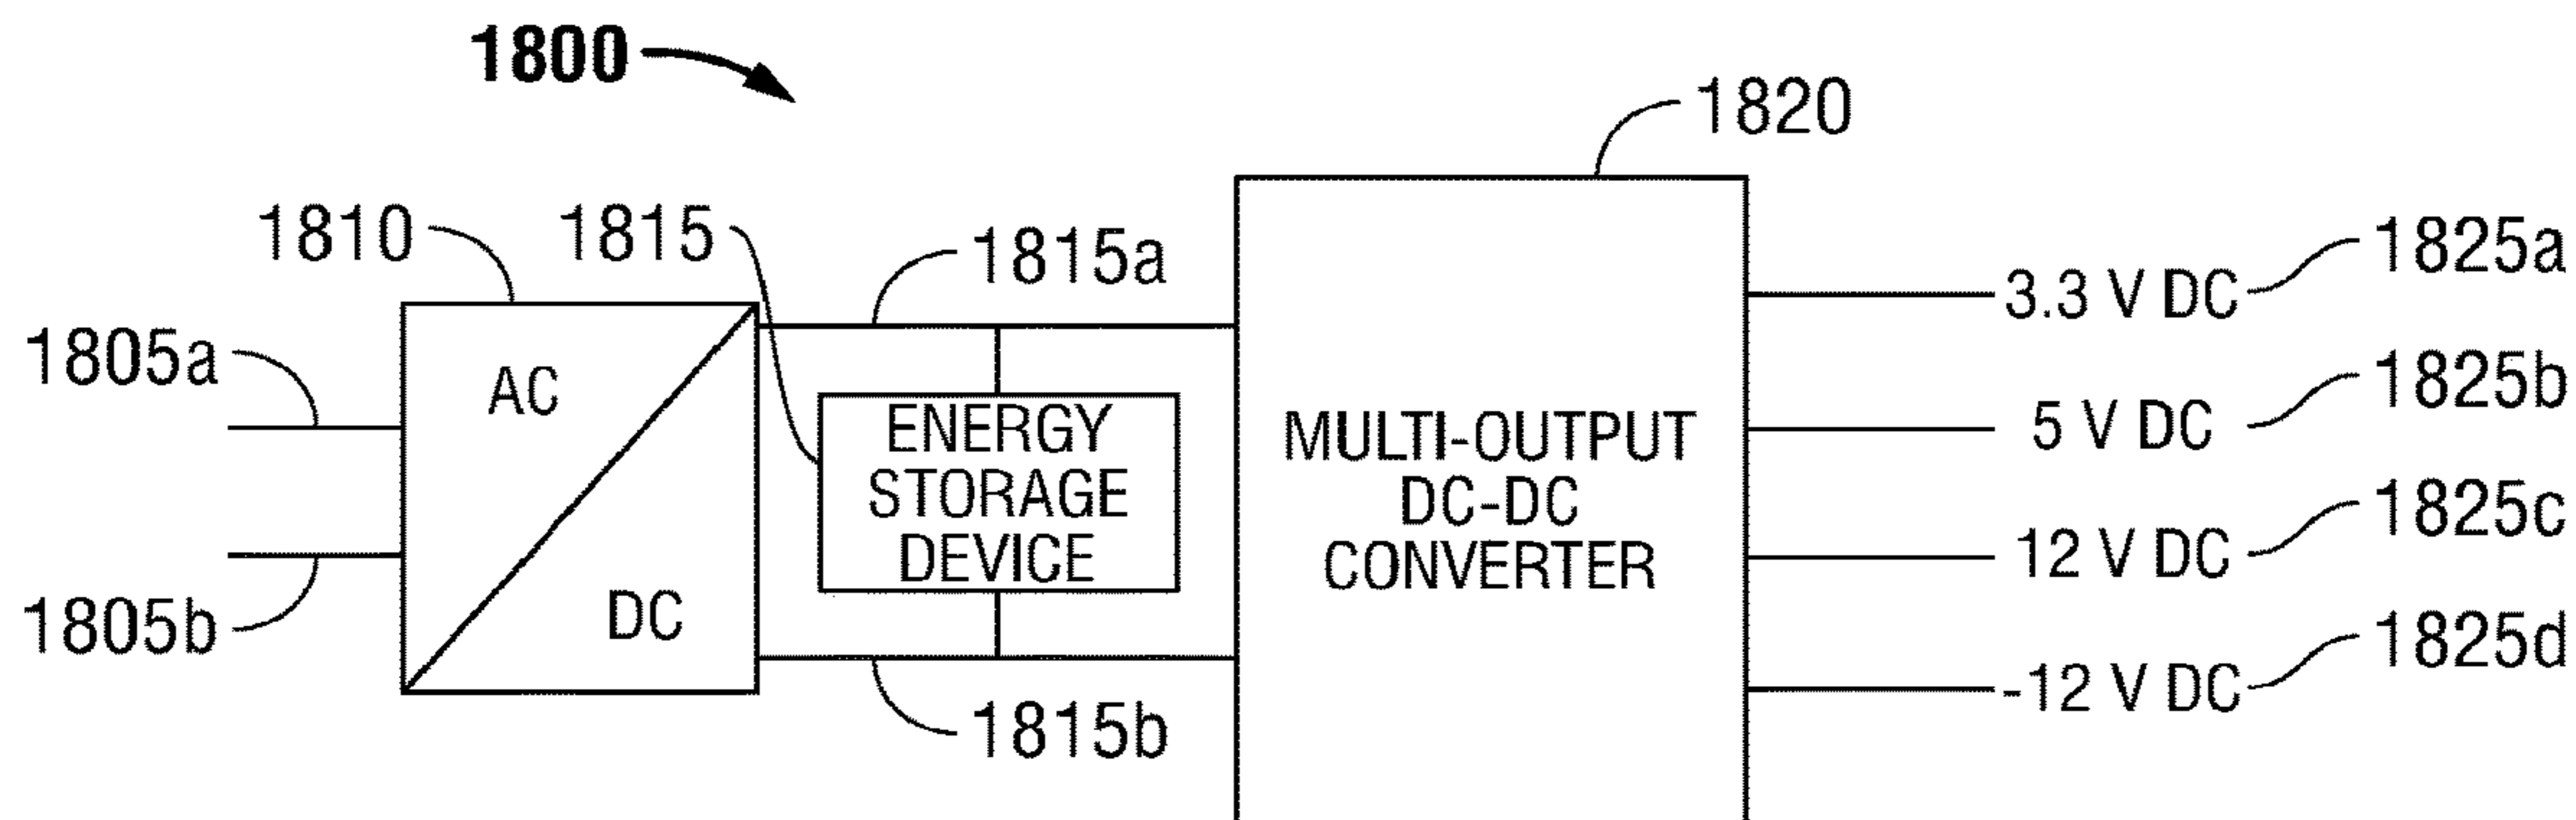 1800
1820
1810
1815
1815a
1825a
3.3 V DC
1805a
AC
ENERGY
STORAGE
DEVICE
MULTI-OUTPUT
DC-DC
CONVERTER
1825b
5 V DC
1825c
12 V DC
1805b
DC
1825d
-12 V DC
1815b